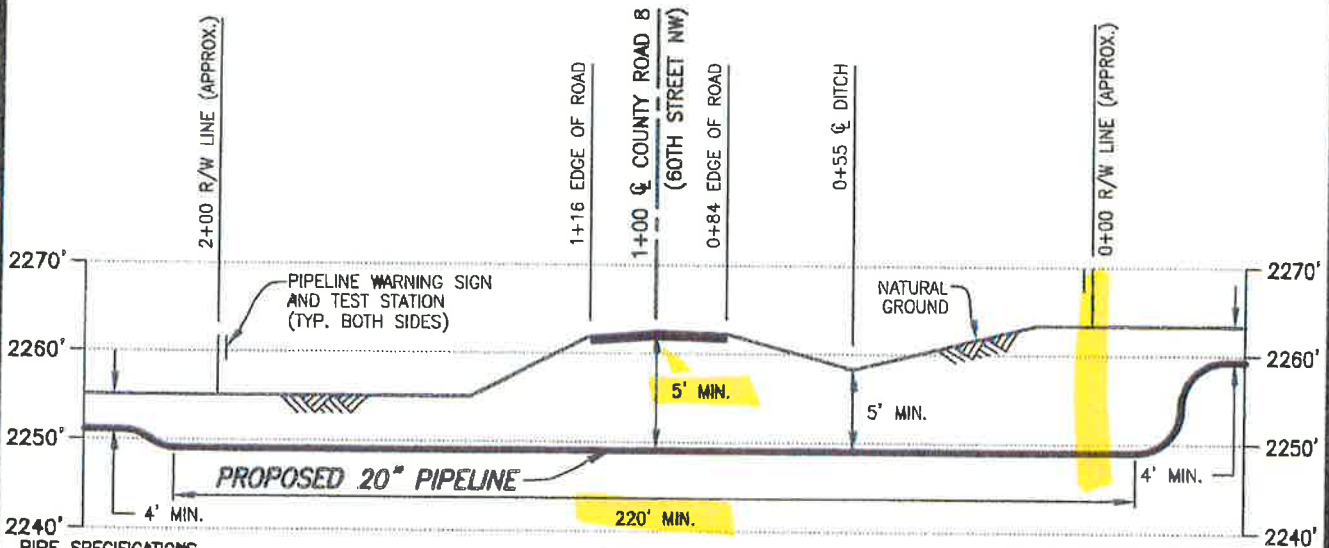 2+00 R/W LINE (APPROX.)
1+16 EDGE OF ROAD
1+00 ℄ COUNTY ROAD 8
(60TH STREET NW)
0+84 EDGE OF ROAD
0+55 ℄ DITCH
0+00 R/W LINE (APPROX.)
2270'
2270'
PIPELINE WARNING SIGN
AND TEST STATION
(TYP. BOTH SIDES)
NATURAL
GROUND
2260'
2260'
5' MIN.
5' MIN.
2250'
2250'
PROPOSED 20" PIPELINE
4' MIN.
4' MIN.
220' MIN.
2240'
2240'
PIPE SPECIFICATIONS